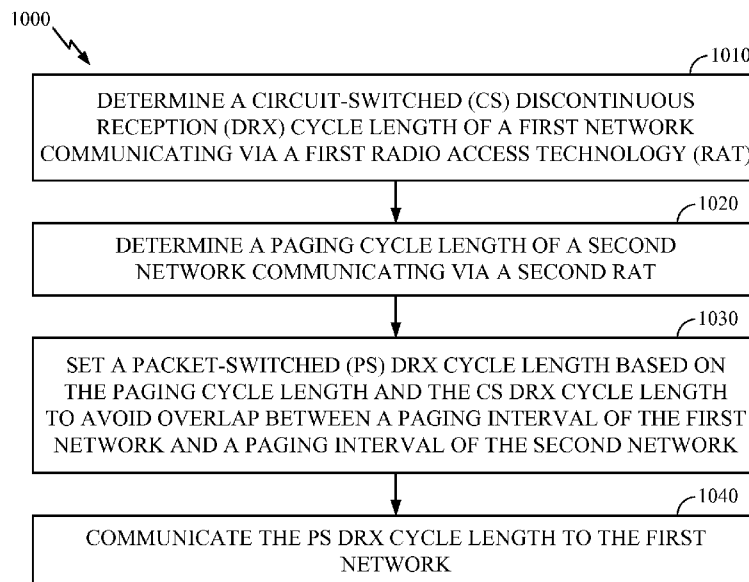 1000
1010
DETERMINE A CIRCUIT-SWITCHED (CS) DISCONTINUOUS
RECEPTION (DRX) CYCLE LENGTH OF A FIRST NETWORK
COMMUNICATING VIA A FIRST RADIO ACCESS TECHNOLOGY (RAT)
1020
DETERMINE A PAGING CYCLE LENGTH OF A SECOND
NETWORK COMMUNICATING VIA A SECOND RAT
1030
SET A PACKET-SWITCHED (PS) DRX CYCLE LENGTH BASED ON
THE PAGING CYCLE LENGTH AND THE CS DRX CYCLE LENGTH
TO AVOID OVERLAP BETWEEN A PAGING INTERVAL OF THE FIRST
NETWORK AND A PAGING INTERVAL OF THE SECOND NETWORK
1040
COMMUNICATE THE PS DRX CYCLE LENGTH TO THE FIRST
NETWORK